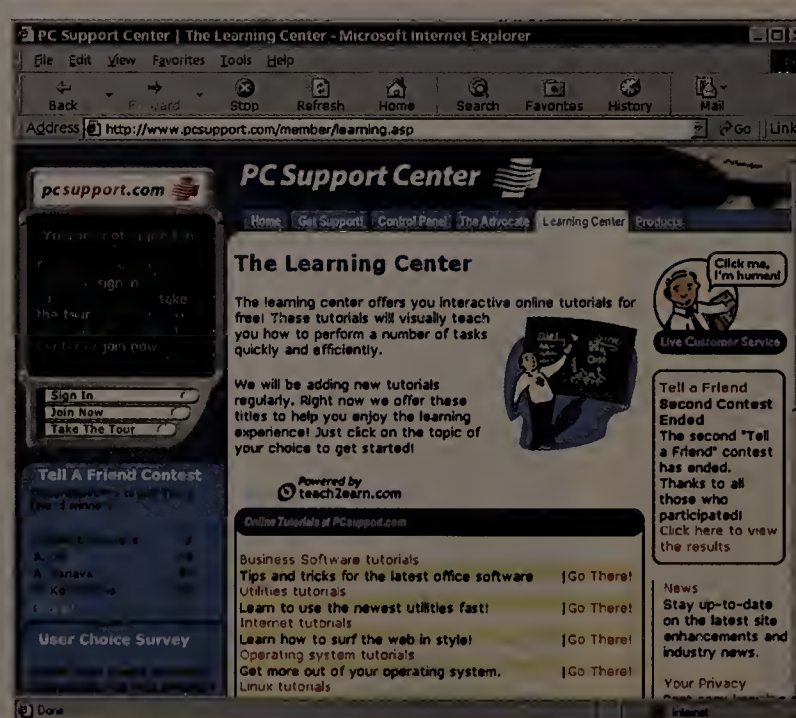 PC Support Center | The Learning Center - Microsoft Internet Explorer
File Edit View Favorites Tools Help
Back Stop Refresh Home Search Favorites History Mail
Address http://www.pcsupport.com/member/learning.asp Go Link
pcsupport.com
PC Support Center
Home Get Support! Control Panel The Advocate Learning Center Products
sign in
take
the tour
join now
Sign In
Join Now
Take The Tour
Tell A Friend Contest
User Choice Survey
The Learning Center
The learning center offers you interactive online tutorials for
free! These tutorials will visually teach
you how to perform a number of tasks
quickly and efficiently.
We will be adding new tutorials
regularly. Right now we offer these
titles to help you enjoy the learning
experience! Just click on the topic of
your choice to get started!
Powered by
teach2earn.com
Online Tutorials at PCsupport.com
Business Software tutorials
Tips and tricks for the latest office software | Go There!
Utilities tutorials
Learn to use the newest utilities fast! | Go There!
Internet tutorials
Learn how to surf the web in style! | Go There!
Operating system tutorials
Get more out of your operating system. | Go There!
Linux tutorials
Click me,
I'm human!
Live Customer Service
Tell a Friend
Second Contest
Ended
The second "Tell
a Friend" contest
has ended.
Thanks to all
those who
participated!
Click here to view
the results
News
Stay up-to-date
on the latest site
enhancements and
industry news.
Your Privacy
Done
Internet